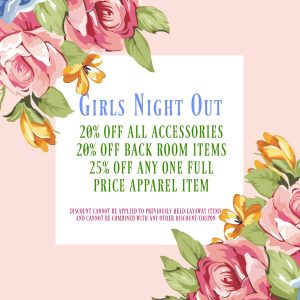 Girls Night Out
20% OFF ALL ACCESSORIES
20% OFF BACK ROOM ITEMS
25% OFF ANY ONE FULL
PRICE APPAREL ITEM
DISCOUNT CANNOT BE APPLIED TO PREVIOUSLY HELD/LAYAWAY ITEMS
AND CANNOT BE COMBINED WITH ANY OTHER DISCOUNT/COUPON